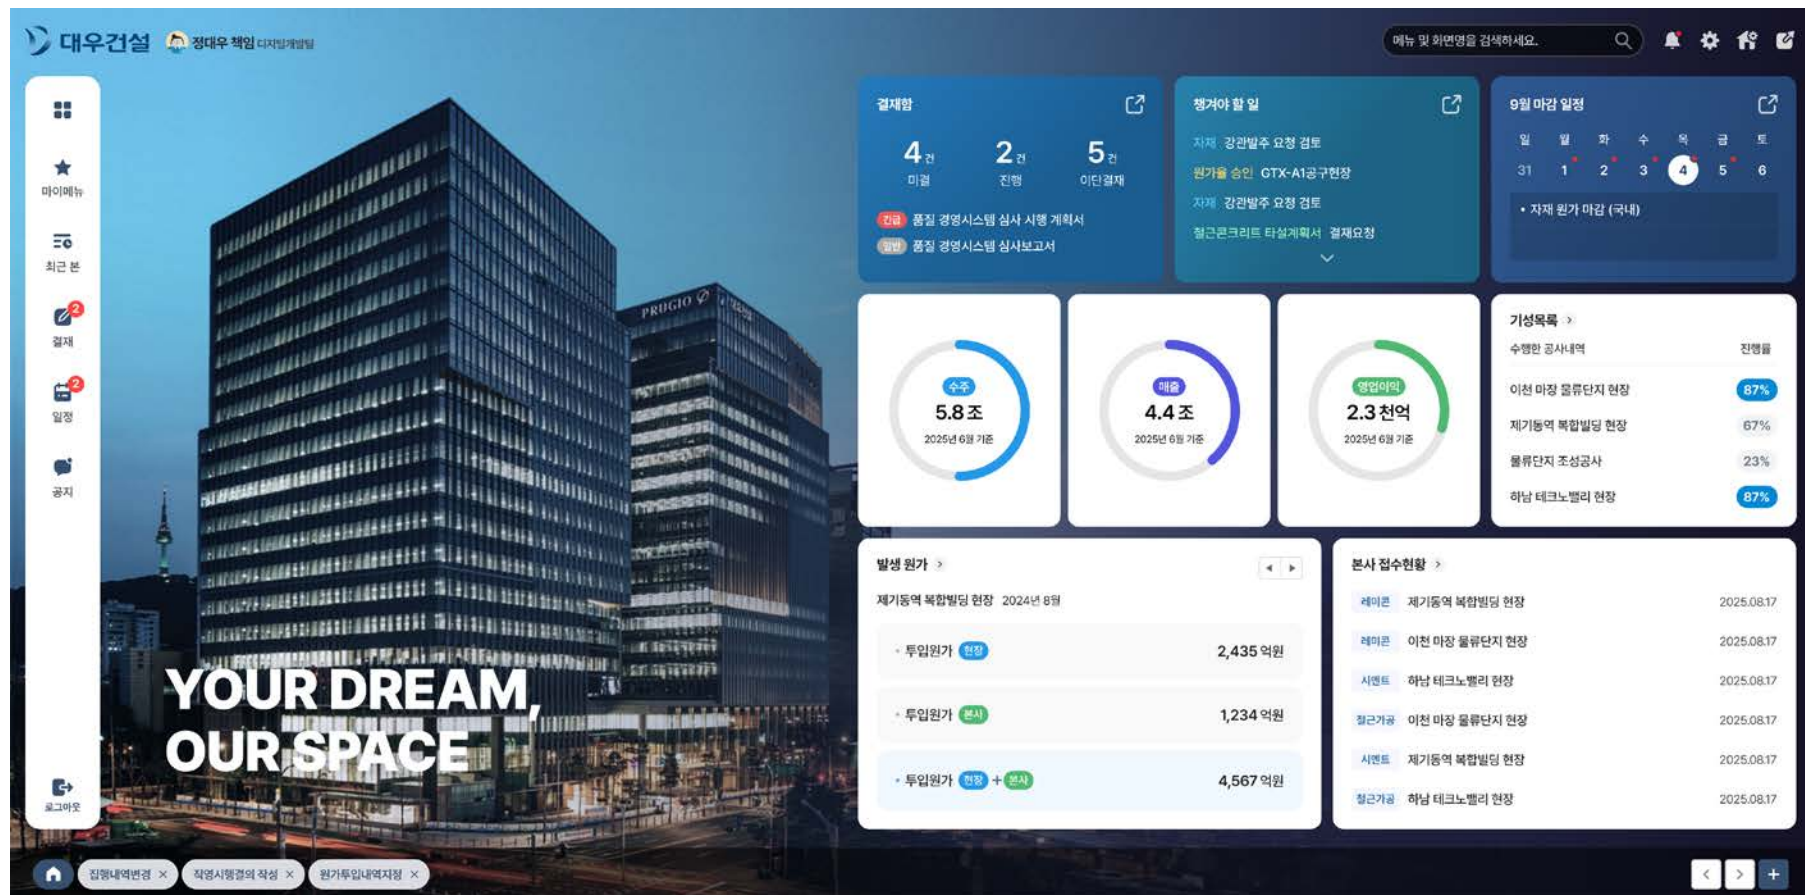 대우건설
정대우 책임 디지털개발팀
메뉴 및 화면명을 검색하세요.
마이메뉴
최근 본
2
결재
2
일정
공지
로그아웃
PRUGIO
YOUR DREAM,
OUR SPACE
결재함
4건 2건 5건
미결 진행 이단결재
긴급 품질 경영시스템 심사 시행 계획서
일반 품질 경영시스템 심사보고서
챙겨야 할 일
자재 강관발주 요청 검토
원가율 승인 GTX-A1공구현장
자재 강관발주 요청 검토
철근콘크리트 타설계획서 결재요청
9월 마감 일정
일 월 화 수 목 금 토
31 1 2 3 4 5 6
• 자재 원가 마감 (국내)
수주
5.8 조
2025년 6월 기준
매출
4.4 조
2025년 6월 기준
영업이익
2.3 천억
2025년 6월 기준
기성목록 >
수행한 공사내역 진행률
이천 마장 물류단지 현장 87%
제기동역 복합빌딩 현장 67%
물류단지 조성공사 23%
하남 테크노밸리 현장 87%
발생 원가 >
제기동역 복합빌딩 현장 2024년 8월
• 투입원가 현장 2,435 억원
• 투입원가 본사 1,234 억원
• 투입원가 현장 + 본사 4,567 억원
본사 접수현황 >
레미콘 제기동역 복합빌딩 현장 2025.08.17
레미콘 이천 마장 물류단지 현장 2025.08.17
시멘트 하남 테크노밸리 현장 2025.08.17
철근가공 이천 마장 물류단지 현장 2025.08.17
시멘트 제기동역 복합빌딩 현장 2025.08.17
철근가공 하남 테크노밸리 현장 2025.08.17
집행내역변경 ×
작영시행결의 작성 ×
원가투입내역지정 ×